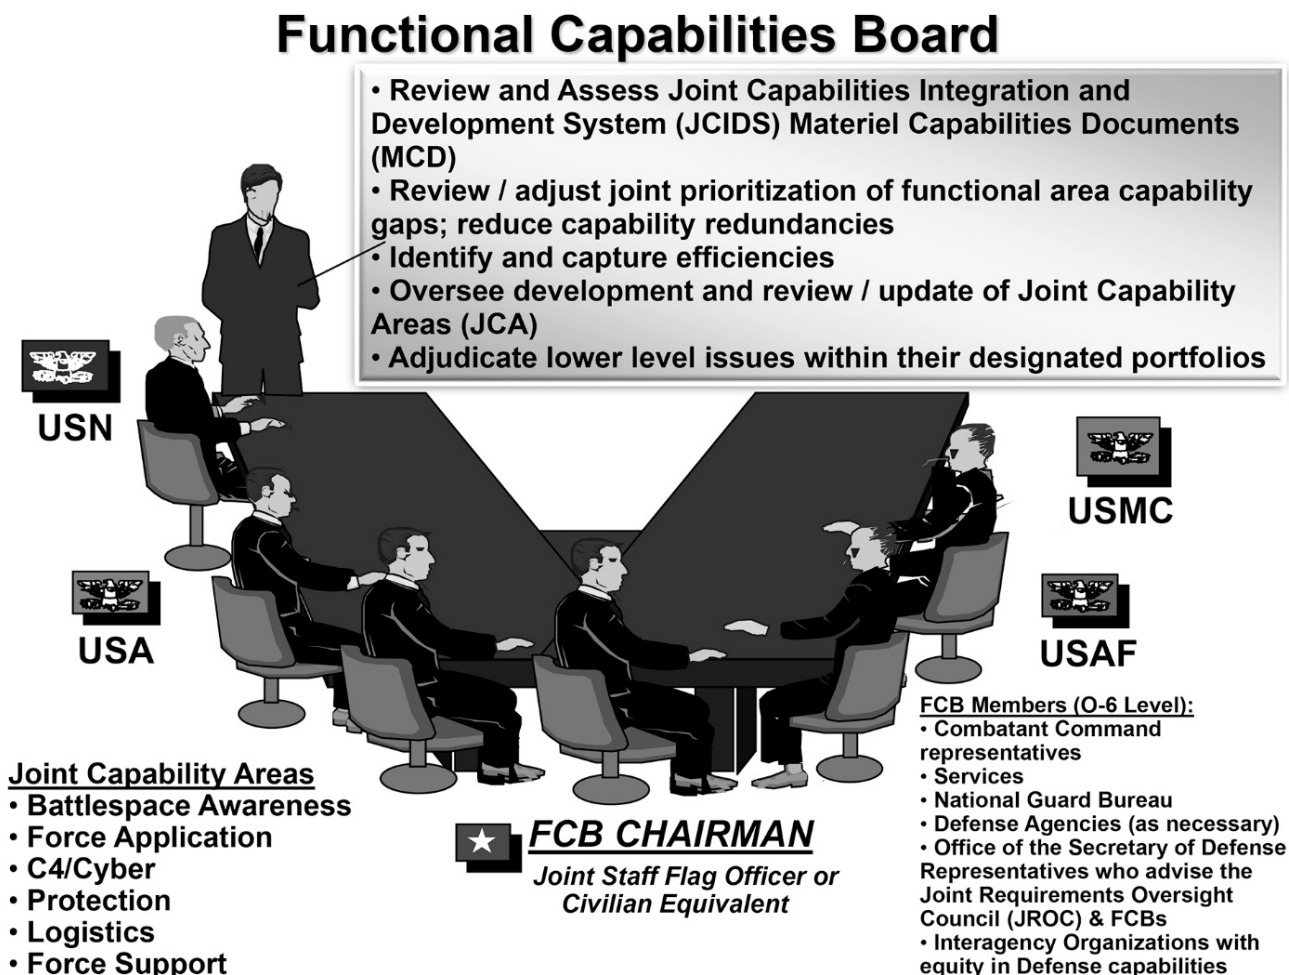 Functional Capabilities Board
• Review and Assess Joint Capabilities Integration and
Development System (JCIDS) Materiel Capabilities Documents
(MCD)
• Review / adjust joint prioritization of functional area capability
gaps; reduce capability redundancies
• Identify and capture efficiencies
• Oversee development and review / update of Joint Capability
Areas (JCA)
• Adjudicate lower level issues within their designated portfolios
USN
USMC
USA
USAF
Joint Capability Areas
• Battlespace Awareness
• Force Application
• C4/Cyber
• Protection
• Logistics
• Force Support
FCB CHAIRMAN
Joint Staff Flag Officer or
Civilian Equivalent
FCB Members (O-6 Level):
• Combatant Command
representatives
• Services
• National Guard Bureau
• Defense Agencies (as necessary)
• Office of the Secretary of Defense
Representatives who advise the
Joint Requirements Oversight
Council (JROC) & FCBs
• Interagency Organizations with
equity in Defense capabilities